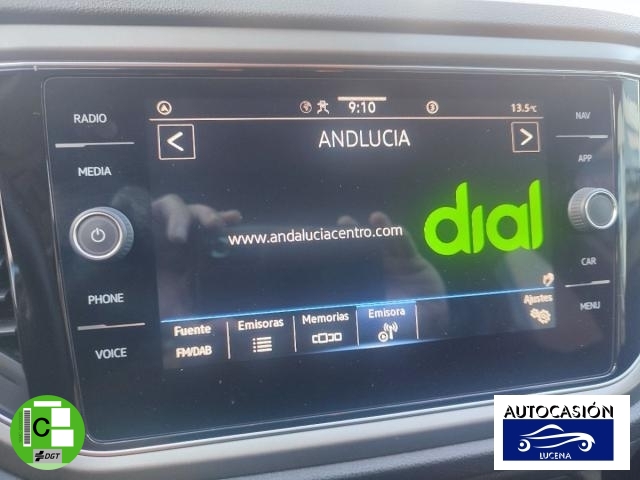 RADIO
MEDIA
PHONE
VOICE
9:10
3
13.5°C
ANDLUCIA
www.andaluciacentro.com
dial
Fuente
FM/DAB
Emisoras
Memorias
Emisora
Ajustes
NAV
APP
CAR
MENU
C
DGT
AUTOCASIÓN
LUCENA